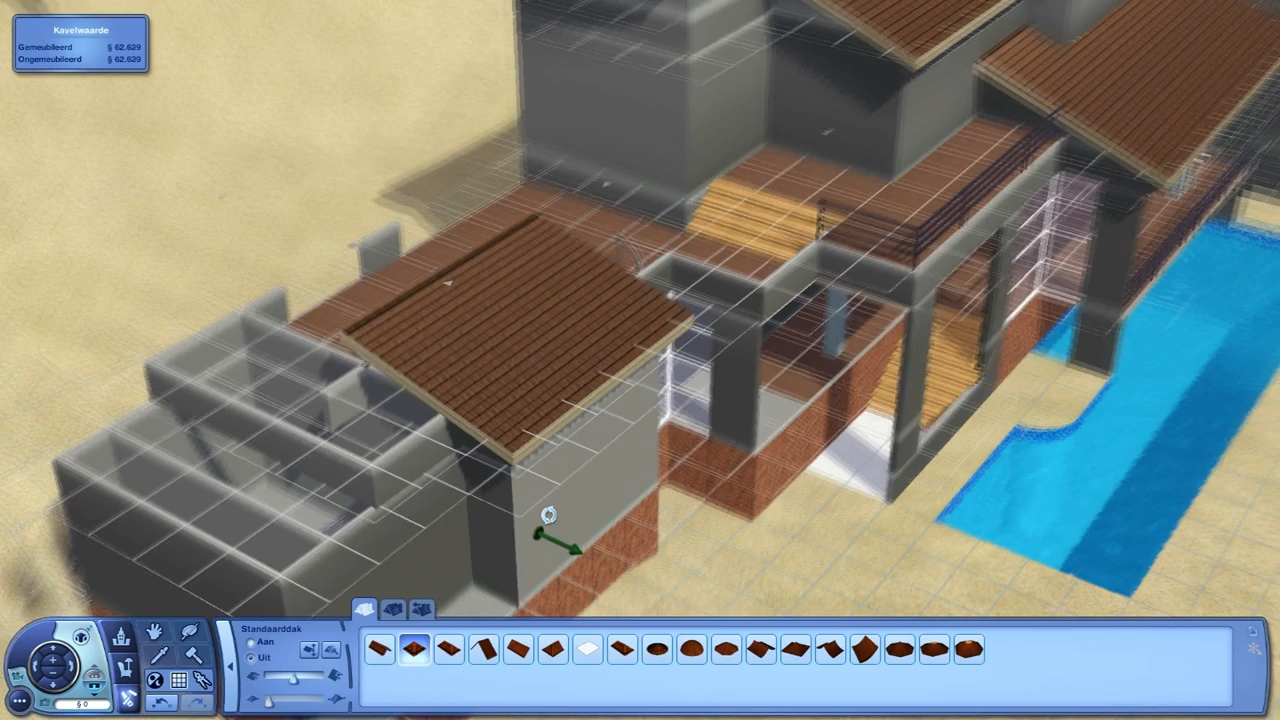 Kavelwaarde
Gemeubileerd § 62.629
Ongemeubileerd § 62.629
Standaarddak
Aan
Uit
§ 0